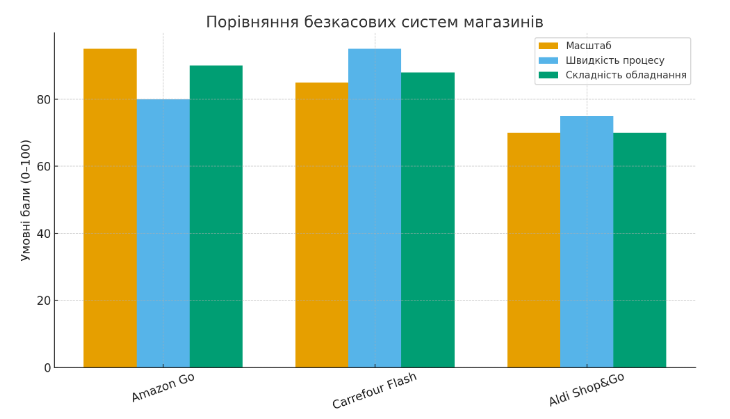 Порівняння безкасових систем магазинів
Масштаб
Швидкість процесу
Складність обладнання
Умовні бали (0–100)
80
60
40
20
0
Amazon Go
Carrefour Flash
Aldi Shop&Go